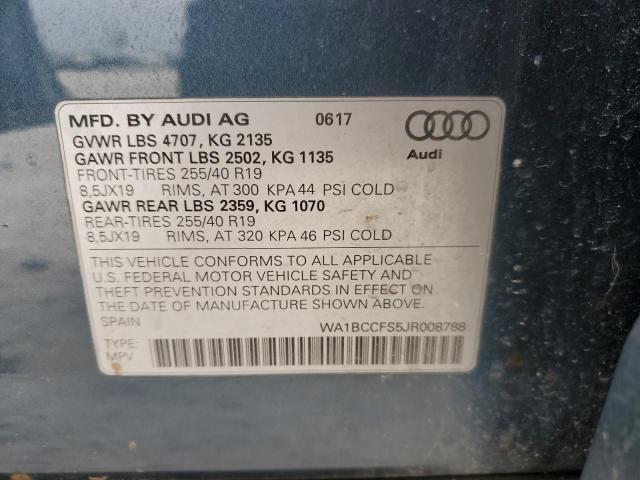 MFD. BY AUDI AG 0617
GVWR LBS 4707, KG 2135
GAWR FRONT LBS 2502, KG 1135
Audi
FRONT-TIRES 255/40 R19
8,5JX19 RIMS, AT 300 KPA 44 PSI COLD
GAWR REAR LBS 2359, KG 1070
REAR-TIRES 255/40 R19
8,5JX19 RIMS, AT 320 KPA 46 PSI COLD
THIS VEHICLE CONFORMS TO ALL APPLICABLE
U.S. FEDERAL MOTOR VEHICLE SAFETY AND
THEFT PREVENTION STANDARDS IN EFFECT ON
THE DATE OF MANUFACTURE SHOWN ABOVE.
SPAIN WA1BCCFS5JR008788
TYPE:
MPV